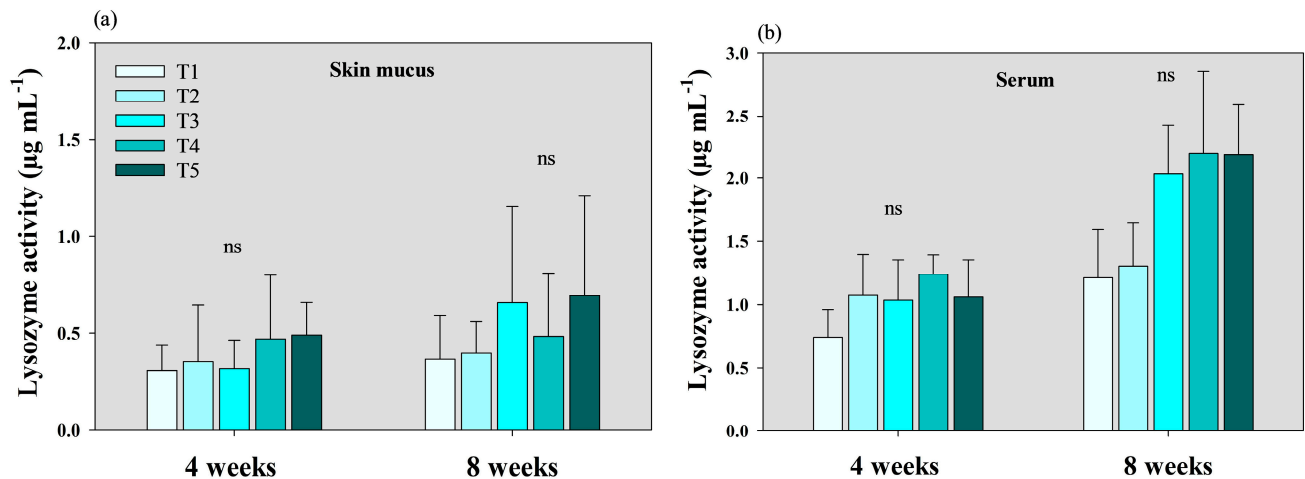 (a)
Skin mucus
T1
T2
T3
T4
T5
ns
ns
2.0
1.5
1.0
0.5
0.0
Lysozyme activity (µg mL⁻¹)
4 weeks
8 weeks
(b)
Serum
ns
ns
3.0
2.5
2.0
1.5
1.0
0.5
0.0
Lysozyme activity (µg mL⁻¹)
4 weeks
8 weeks